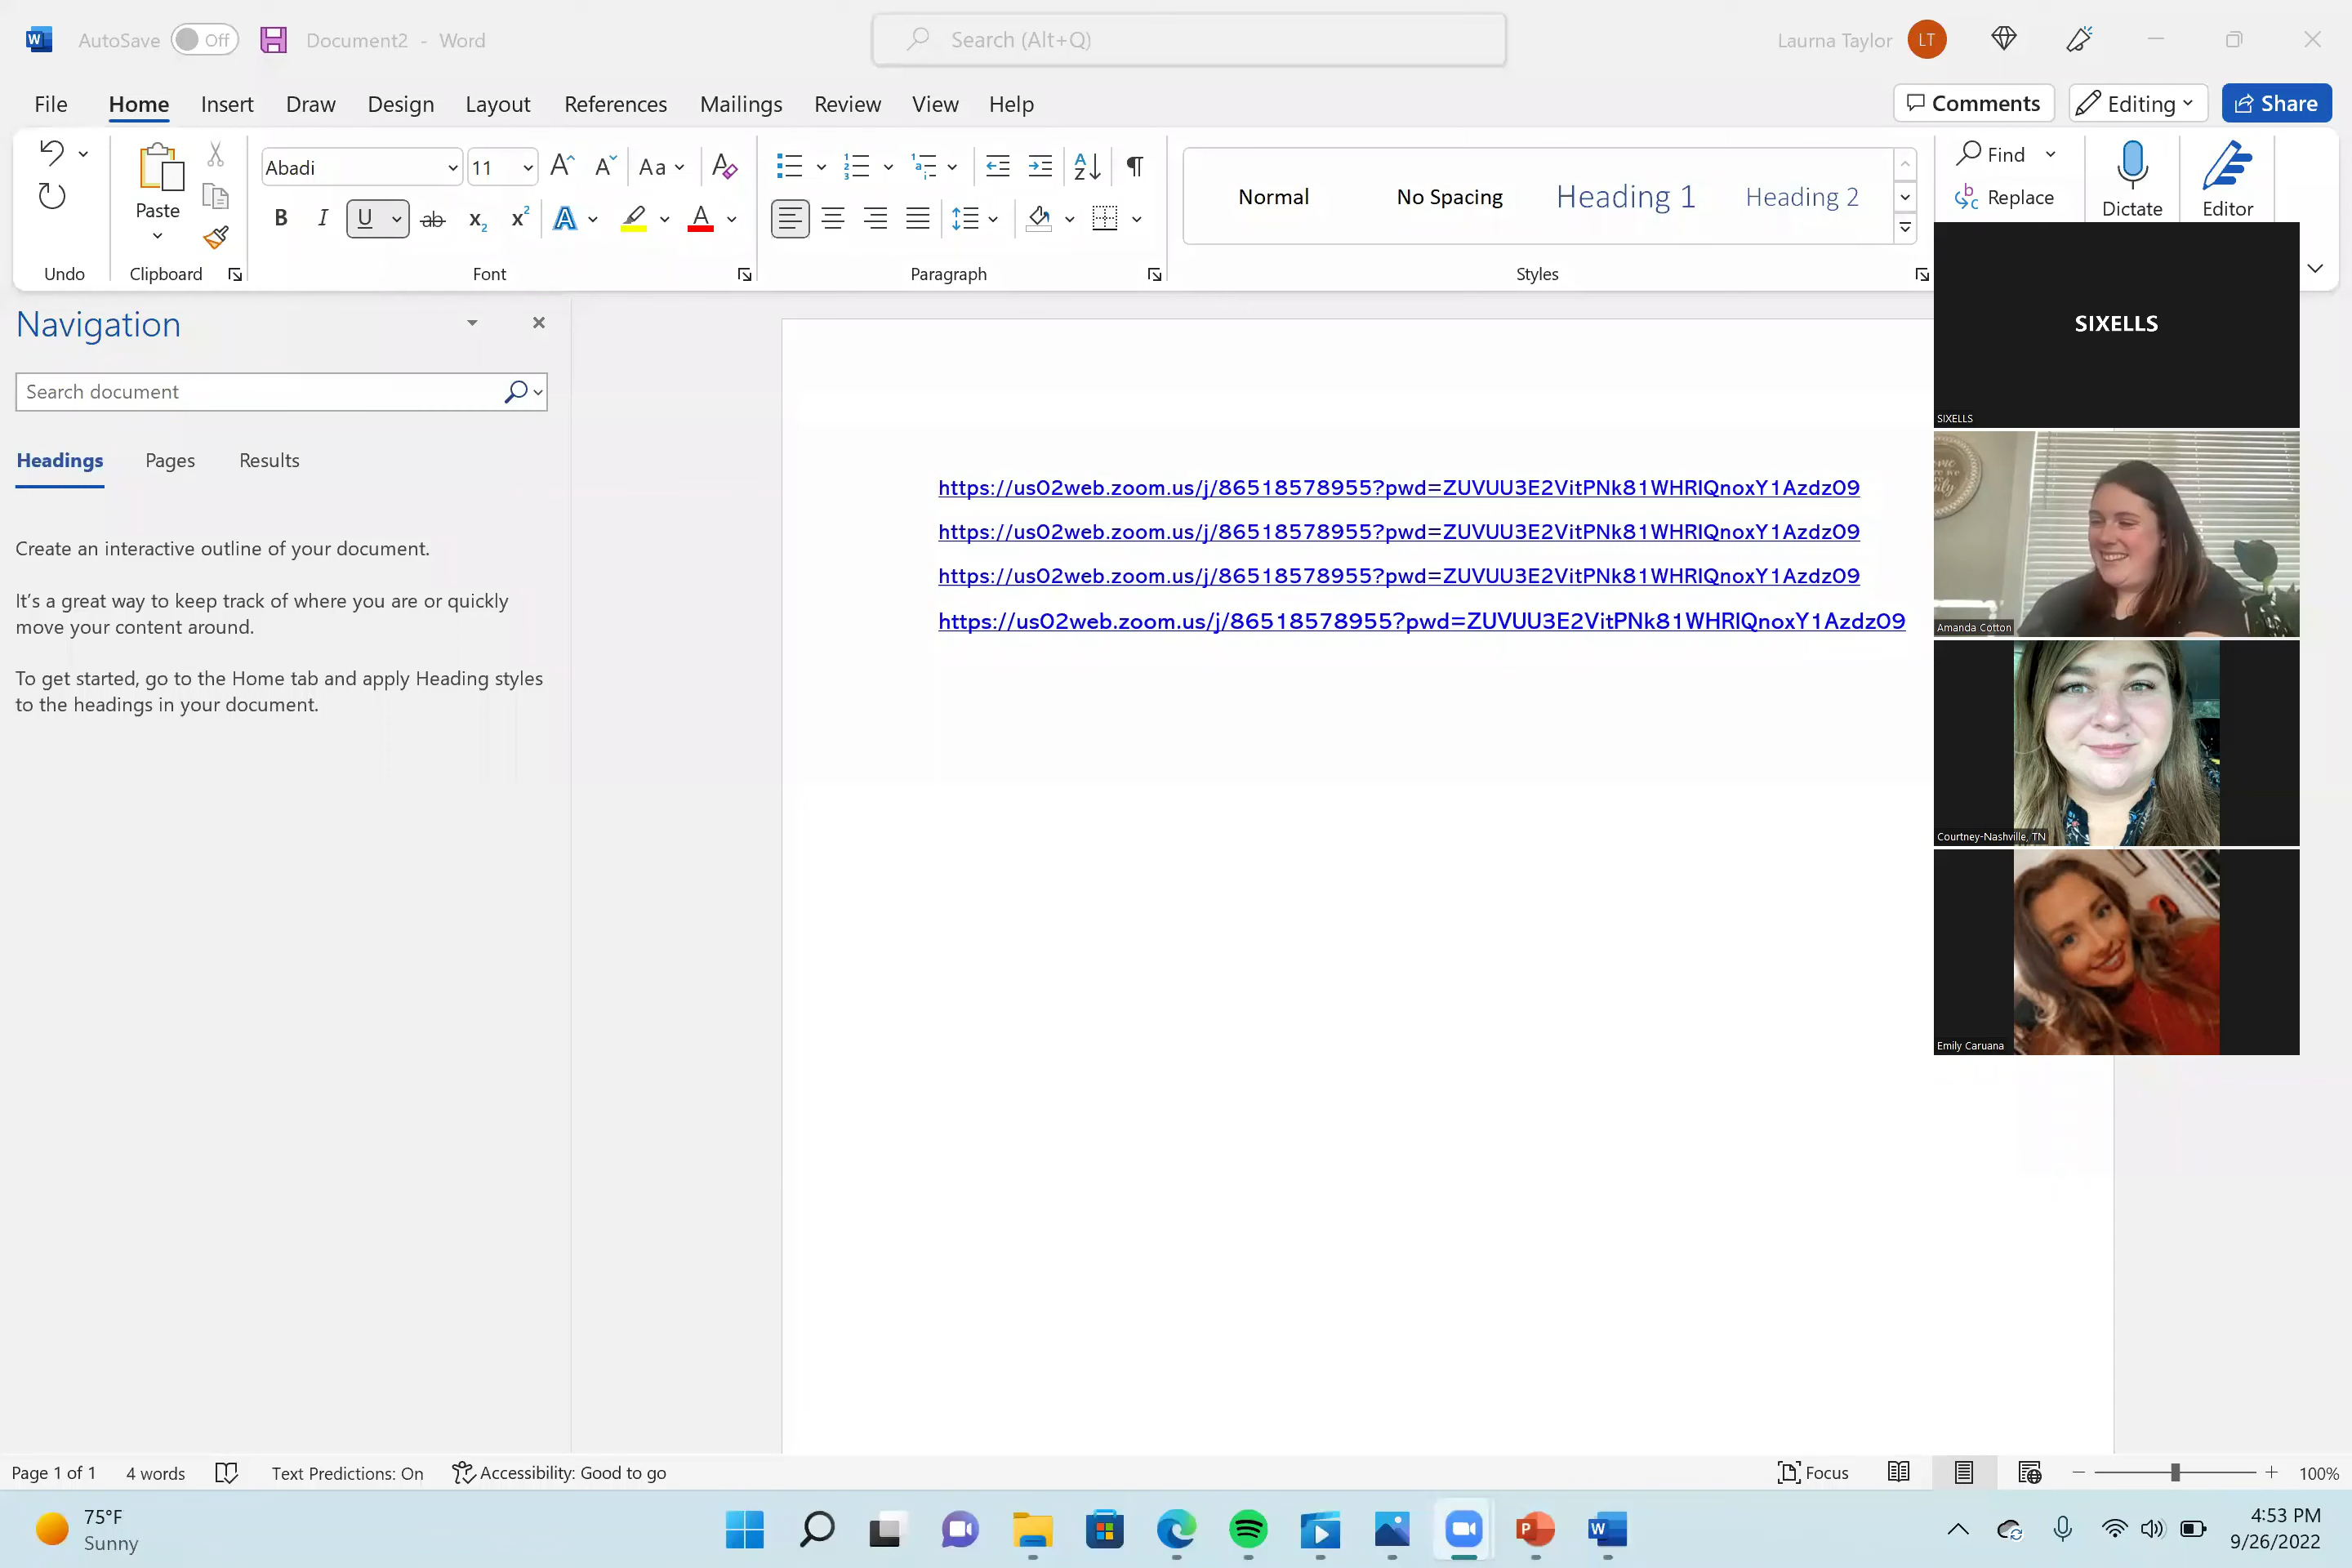 AutoSave Off Document2 - Word Search (Alt+Q) Laurna Taylor LT
File Home Insert Draw Design Layout References Mailings Review View Help Comments Editing Share
Paste
Abadi 11 Aa
Normal No Spacing Heading 1 Heading 2
Find
Replace
Dictate Editor
Undo Clipboard Font Paragraph Styles
Navigation
Search document
Headings Pages Results
Create an interactive outline of your document.
It's a great way to keep track of where you are or quickly
move your content around.
To get started, go to the Home tab and apply Heading styles
to the headings in your document.
https://us02web.zoom.us/j/86518578955?pwd=ZUVUU3E2VitPNk81WHRIQnoxY1Azdz09
https://us02web.zoom.us/j/86518578955?pwd=ZUVUU3E2VitPNk81WHRIQnoxY1Azdz09
https://us02web.zoom.us/j/86518578955?pwd=ZUVUU3E2VitPNk81WHRIQnoxY1Azdz09
https://us02web.zoom.us/j/86518578955?pwd=ZUVUU3E2VitPNk81WHRIQnoxY1Azdz09
SIXELLS
SIXELLS
Amanda Cotton
Courtney-Nashville, TN
Emily Caruana
Page 1 of 1 4 words Text Predictions: On Accessibility: Good to go Focus 100%
75°F
Sunny
4:53 PM
9/26/2022